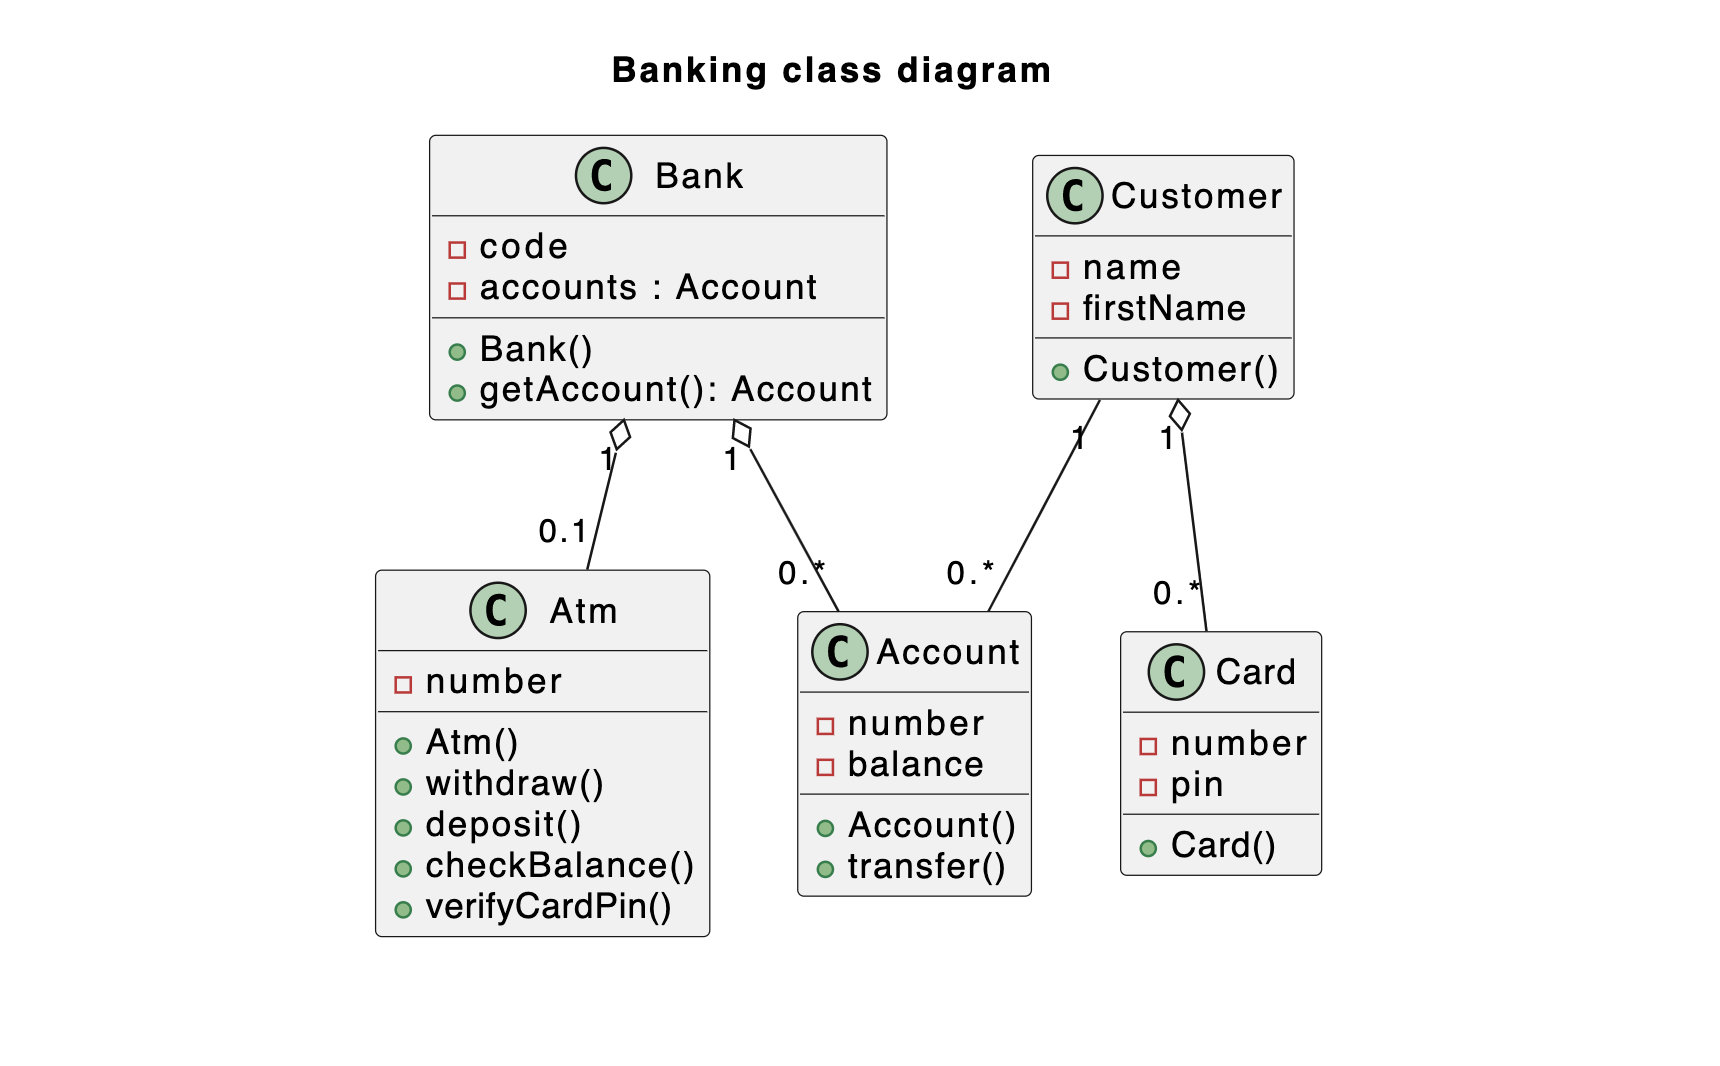 Banking class diagram
C Bank
code
accounts : Account
Bank()
getAccount(): Account
C Customer
name
firstName
Customer()
1
1
1
1
0.1
0.*
0.*
0.*
C Atm
number
Atm()
withdraw()
deposit()
checkBalance()
verifyCardPin()
C Account
number
balance
Account()
transfer()
C Card
number
pin
Card()